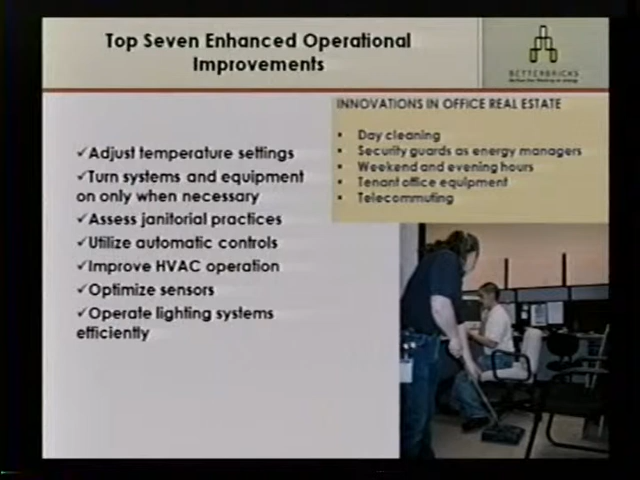 Top Seven Enhanced Operational
Improvements
BETTERBRICKS
INNOVATIONS IN OFFICE REAL ESTATE
▪ Day cleaning
▪ Security guards as energy managers
▪ Weekend and evening hours
▪ Tenant office equipment
▪ Telecommuting
✓Adjust temperature settings
✓Turn systems and equipment
on only when necessary
✓Assess janitorial practices
✓Utilize automatic controls
✓Improve HVAC operation
✓Optimize sensors
✓Operate lighting systems
efficiently